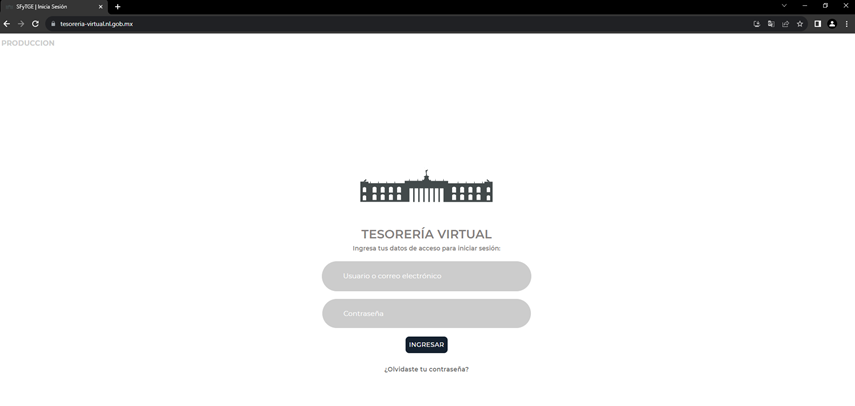 SFyTGE | Inicia Sesión
tesoreria-virtual.nl.gob.mx
PRODUCCION
TESORERÍA VIRTUAL
Ingresa tus datos de acceso para iniciar sesión:
Usuario o correo electrónico
Contraseña
INGRESAR
¿Olvidaste tu contraseña?